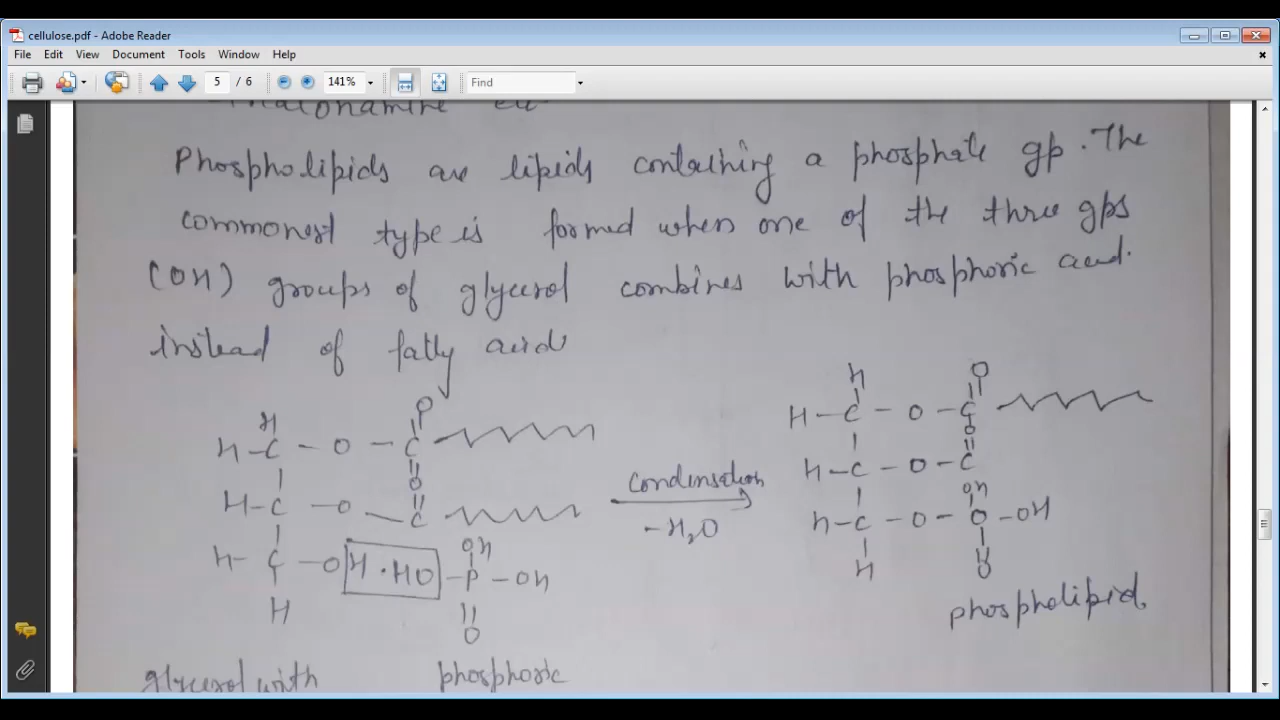 cellulose.pdf - Adobe Reader
File Edit View Document Tools Window Help
5 / 6 141% Find
Phospholipids are lipids containing a phosphate gp. The
commonest type is formed when one of the three gps
(OH) groups of glycerol combines with phosphoric acid.
instead of fatty acid
H O
H-C-O-C
H-C-O-C
H-C-OH·HO-P-OH
OH
O
H
condensation
-H2O
H O
H-C-O-C
H-C-O-C
OH
H-C-O-O-OH
H O
phospholipid.
glycerol with phosphoric